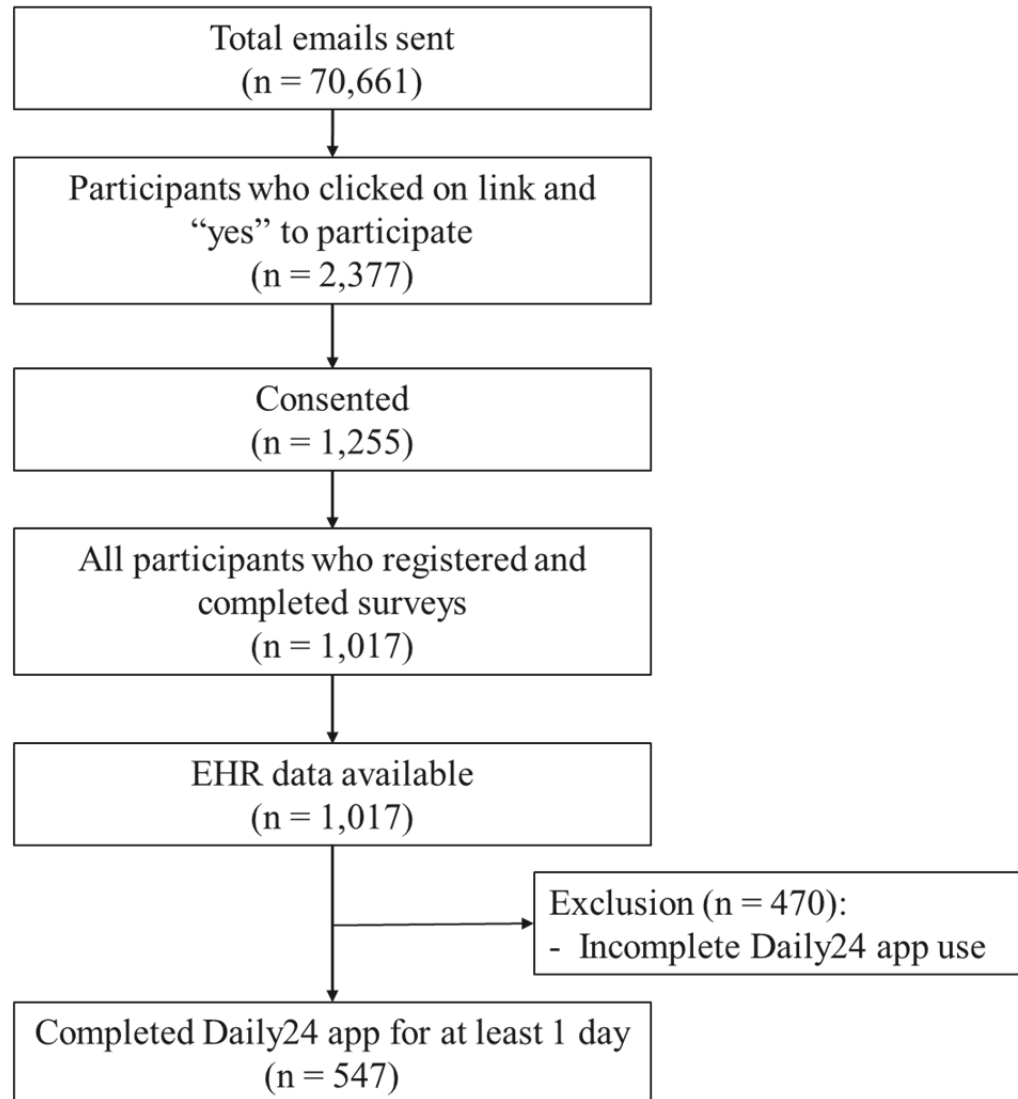 Total emails sent
(n = 70,661)
Participants who clicked on link and
“yes” to participate
(n = 2,377)
Consented
(n = 1,255)
All participants who registered and
completed surveys
(n = 1,017)
EHR data available
(n = 1,017)
Exclusion (n = 470):
- Incomplete Daily24 app use
Completed Daily24 app for at least 1 day
(n = 547)